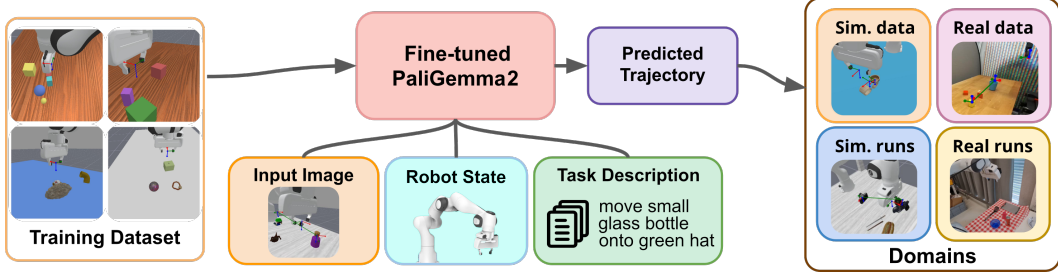 Training Dataset
Fine-tuned
PaliGemma2
Predicted
Trajectory
Input Image
Robot State
Task Description
move small
glass bottle
onto green hat
Sim. data
Real data
Sim. runs
Real runs
Domains